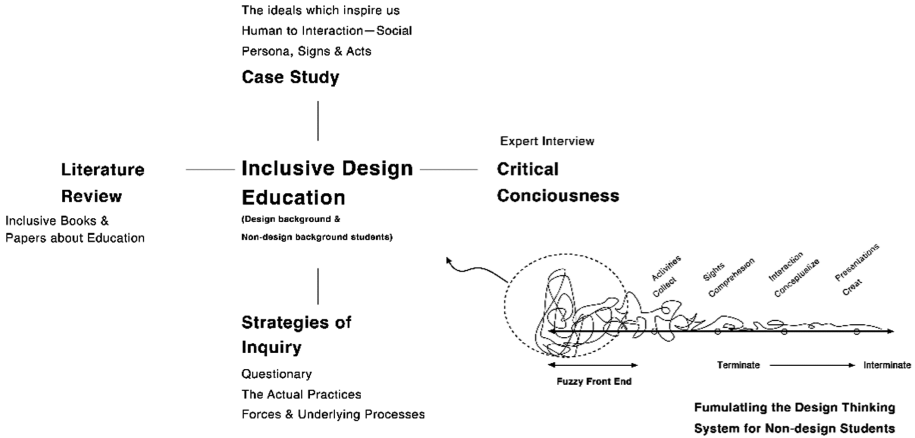 The ideals which inspire us
Human to Interaction—Social
Persona, Signs & Acts
Case Study
Literature
Review
Inclusive Books &
Papers about Education
Inclusive Design
Education
(Design background &
Non-design background students)
Expert Interview
Critical
Conciousness
Strategies of
Inquiry
Questionary
The Actual Practices
Forces & Underlying Processes
Activities
Collect
Sights
Comprehesion
Interaction
Conceptlualize
Presentations
Creat
Fuzzy Front End
Terminate
Interminate
Fumulatling the Design Thinking
System for Non-design Students